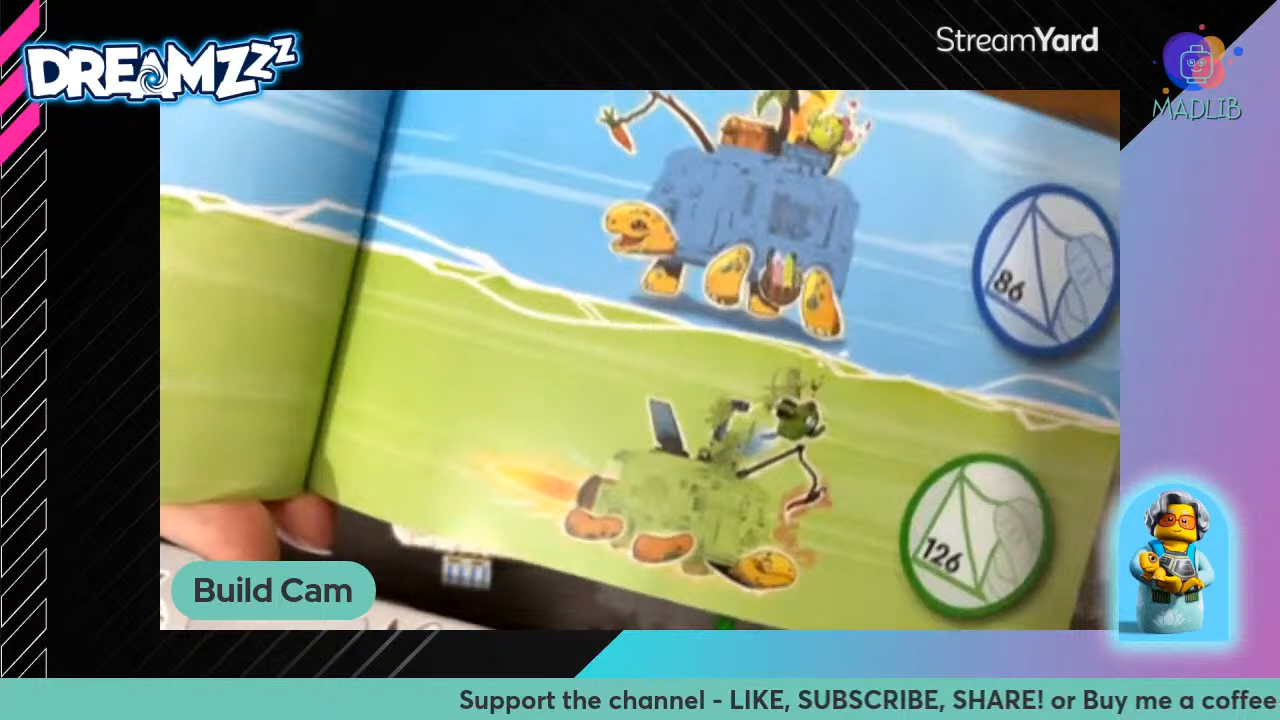 DREAMZzz
StreamYard
MADLIB
86
126
Build Cam
Support the channel - LIKE, SUBSCRIBE, SHARE! or Buy me a coffee